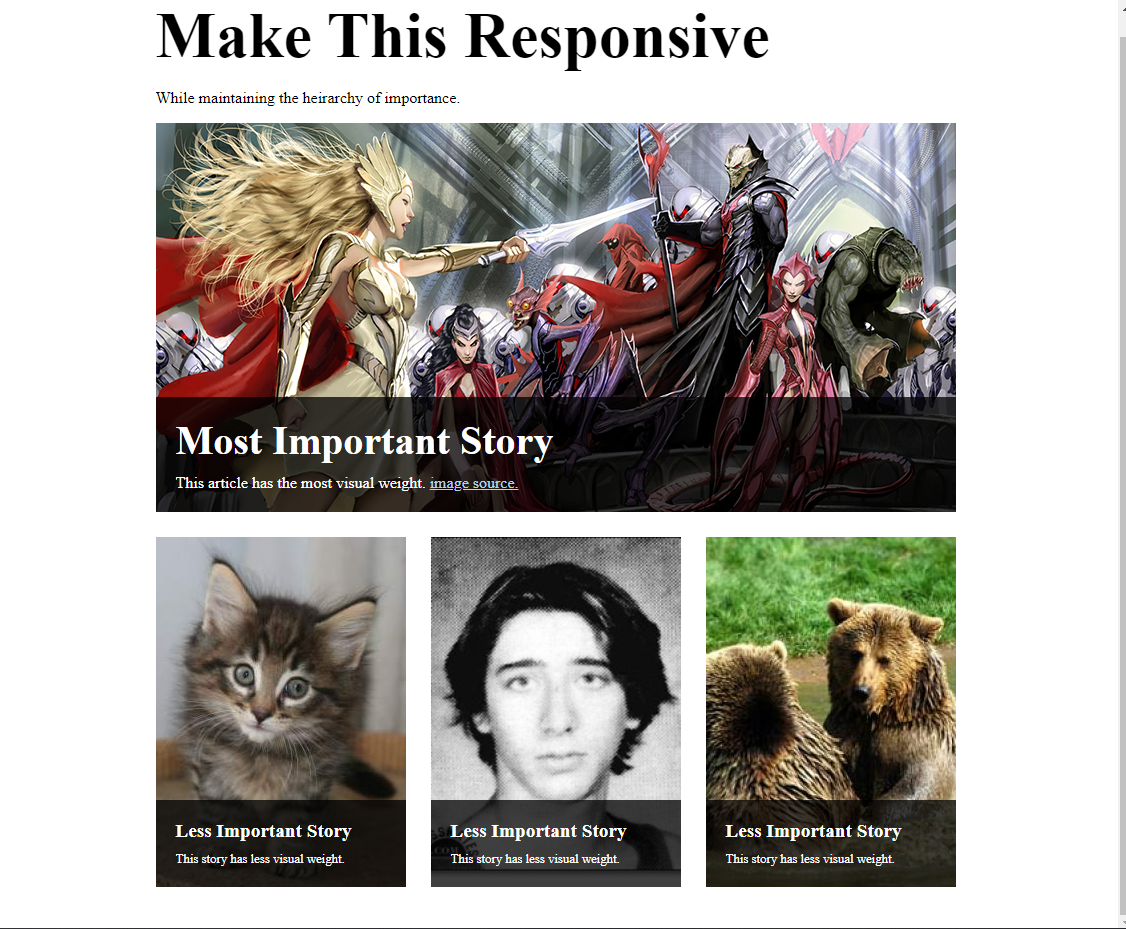 Make This Responsive
While maintaining the heirarchy of importance.
Most Important Story
This article has the most visual weight. image source.
Less Important Story
This story has less visual weight.
Less Important Story
This story has less visual weight.
Less Important Story
This story has less visual weight.